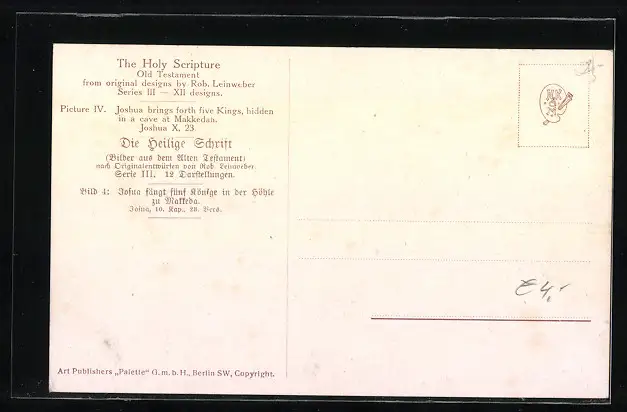 The Holy Scripture
Old Testament
from original designs by Rob. Leinweber
Series III — XII designs.
Picture IV. Joshua brings forth five Kings, hidden
in a cave at Makkedah.
Joshua X, 23.
Die Heilige Schrift
(Bilder aus dem Alten Testament)
nach Originalentwürfen von Rob. Leinweber.
Serie III. 12 Darstellungen.
Bild 4: Josua fängt fünf Könige in der Höhle
zu Makkeda.
Josua, 10. Kap., 23. Vers.
€ 4,-
Art Publishers „Palette" G.m.b.H., Berlin SW, Copyright.